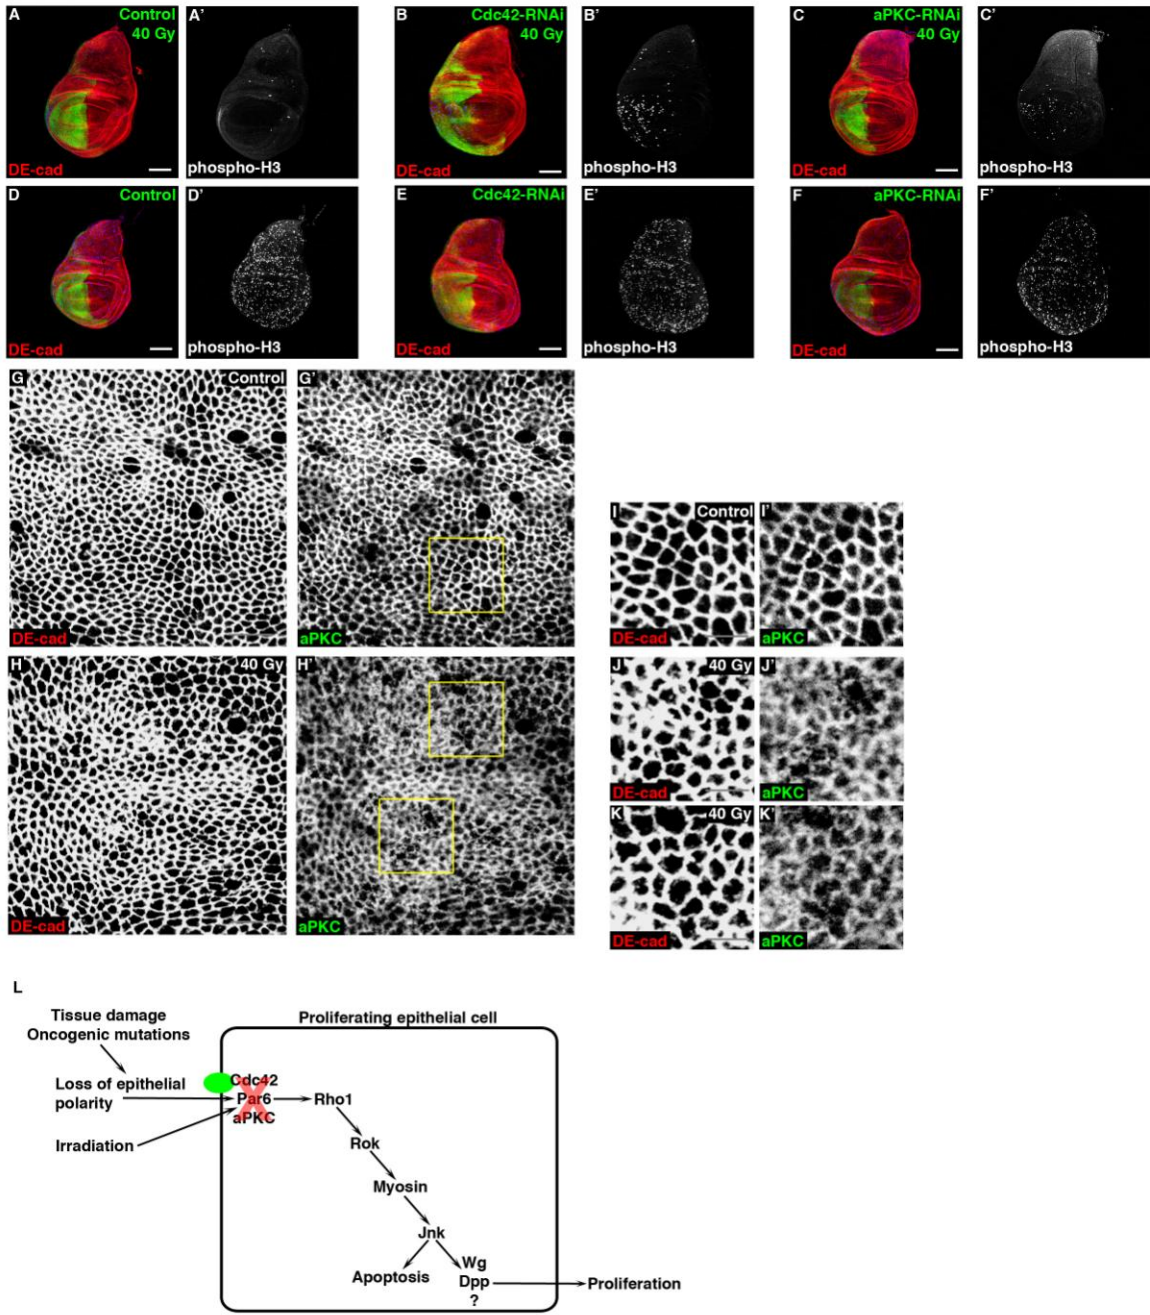 A
Control
40 Gy
DE-cad
A'
phospho-H3
B
Cdc42-RNAi
40 Gy
DE-cad
B'
phospho-H3
C
aPKC-RNAi
40 Gy
DE-cad
C'
phospho-H3
D
Control
DE-cad
D'
phospho-H3
E
Cdc42-RNAi
DE-cad
E'
phospho-H3
F
aPKC-RNAi
DE-cad
F'
phospho-H3
G
Control
DE-cad
G'
aPKC
H
40 Gy
DE-cad
H'
aPKC
I
Control
DE-cad
I'
aPKC
J
40 Gy
DE-cad
J'
aPKC
K
40 Gy
DE-cad
K'
aPKC
L
Tissue damage
Oncogenic mutations
Loss of epithelial
polarity
Irradiation
Proliferating epithelial cell
Cdc42
Par6
aPKC
Rho1
Rok
Myosin
Jnk
Apoptosis
Wg
Dpp
?
Proliferation